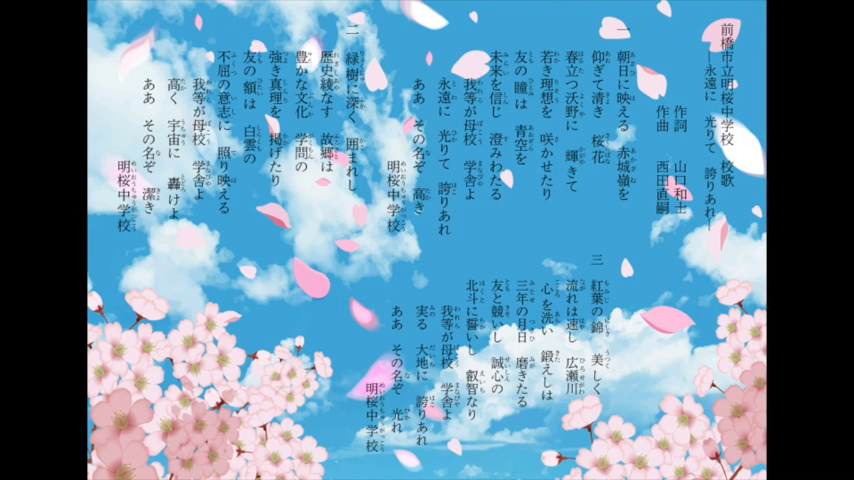 前橋市立明桜中学校　校歌
―永遠に　光りて　誇りあれ―
作詞　山口和士
作曲　西田直嗣
一　朝日に映える　赤城嶺を
仰ぎて清き　桜花
春立つ沃野に　輝きて
若き理想を　咲かせたり
友の瞳は　青空を
未来を信じ　澄みわたる
我等が母校　学舎よ
永遠に　光りて　誇りあれ
ああ　その名ぞ　高き
明桜中学校
二　緑樹に深く　囲まれし
歴史綾なす　故郷は
豊かな文化　学問の
強き真理を　掲げたり
友の額は　白雲の
不屈の意志に　照り映える
我等が母校　学舎よ
高く　宇宙に　轟けよ
ああ　その名ぞ　潔き
明桜中学校
三　紅葉の錦　美しく
流れは速し　広瀬川
心を洗い　鍛えしは
三年の月日　磨きたる
友と競いし　誠心の
北斗に誓いし　叡智なり
我等が母校　学舎よ
実る　大地に　誇りあれ
ああ　その名ぞ　光れ
明桜中学校